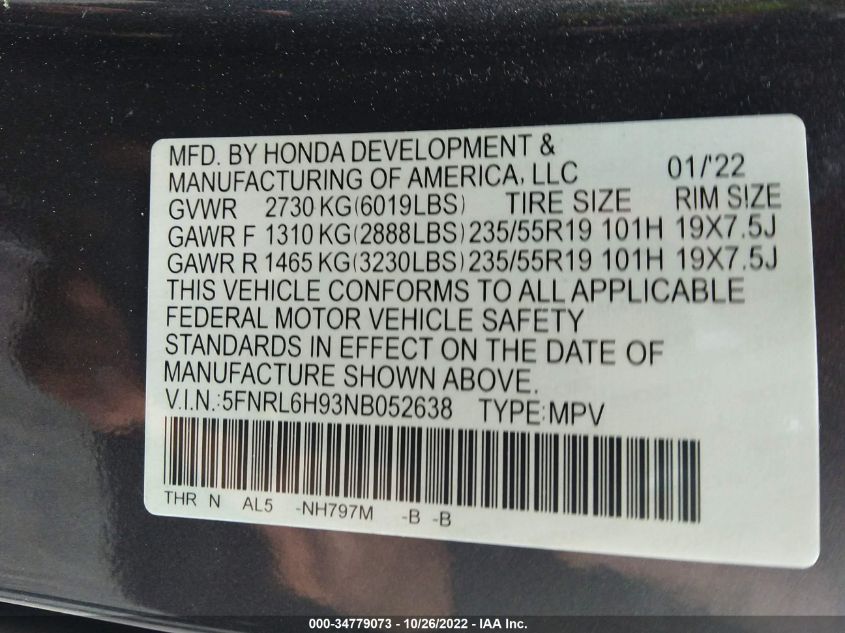 MFD. BY HONDA DEVELOPMENT &
MANUFACTURING OF AMERICA, LLC 01/'22
GVWR 2730 KG(6019LBS) TIRE SIZE RIM SIZE
GAWR F 1310 KG(2888LBS) 235/55R19 101H 19X7.5J
GAWR R 1465 KG(3230LBS) 235/55R19 101H 19X7.5J
THIS VEHICLE CONFORMS TO ALL APPLICABLE
FEDERAL MOTOR VEHICLE SAFETY
STANDARDS IN EFFECT ON THE DATE OF
MANUFACTURE SHOWN ABOVE.
V.I.N.:5FNRL6H93NB052638 TYPE:MPV
THR N AL5 -NH797M -B -B
000-34779073 - 10/26/2022 - IAA Inc.